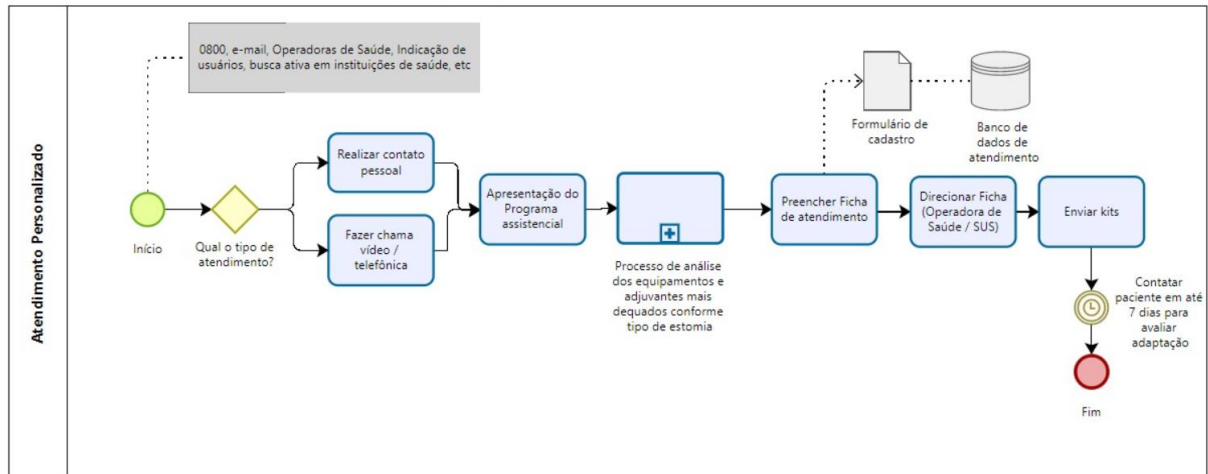 Atendimento Personalizado
0800, e-mail, Operadoras de Saúde, Indicação de
usuários, busca ativa em instituições de saúde, etc
Início
Qual o tipo de
atendimento?
Realizar contato
pessoal
Fazer chama
vídeo /
telefônica
Apresentação do
Programa
assistencial
Processo de análise
dos equipamentos e
adjuvantes mais
dequados conforme
tipo de estomia
Preencher Ficha
de atendimento
Formulário de
cadastro
Banco de
dados de
atendimento
Direcionar Ficha
(Operadora de
Saúde / SUS)
Enviar kits
Contatar
paciente em até
7 dias para
avaliar
adaptação
Fim